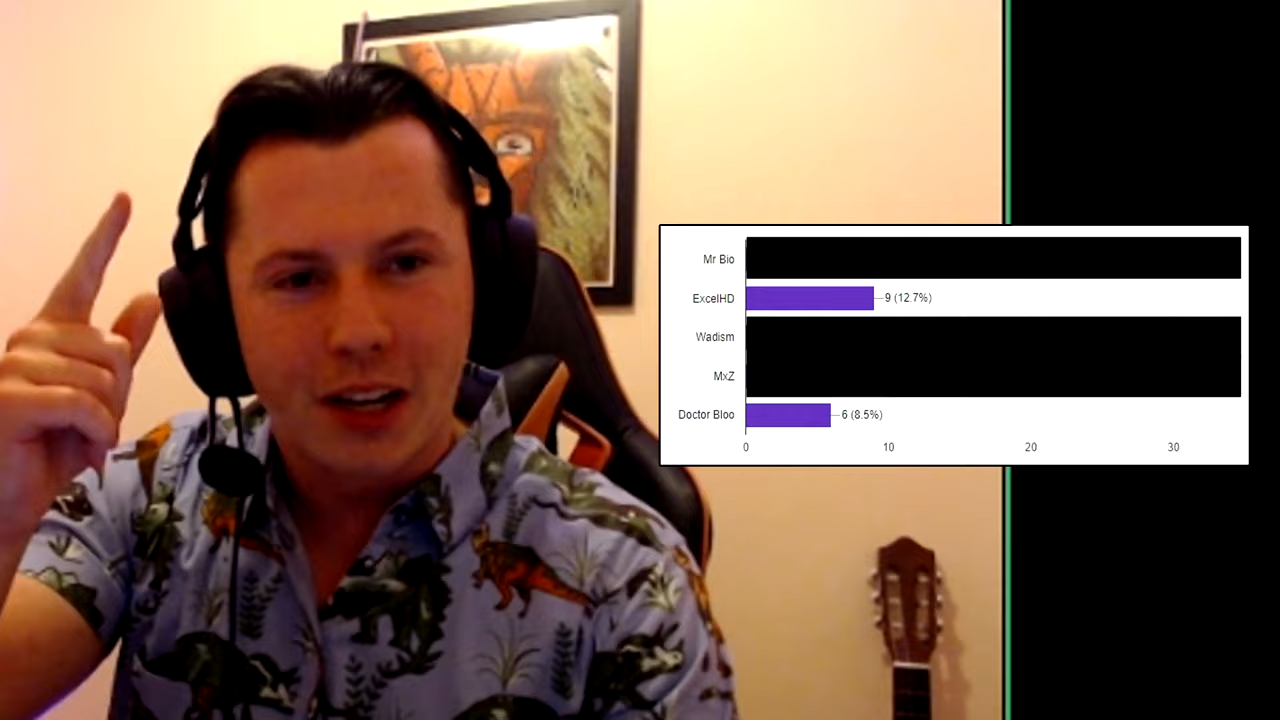 Mr Bio
ExcelHD 9 (12.7%)
Wadism
MxZ
Doctor Bloo 6 (8.5%)
0 10 20 30